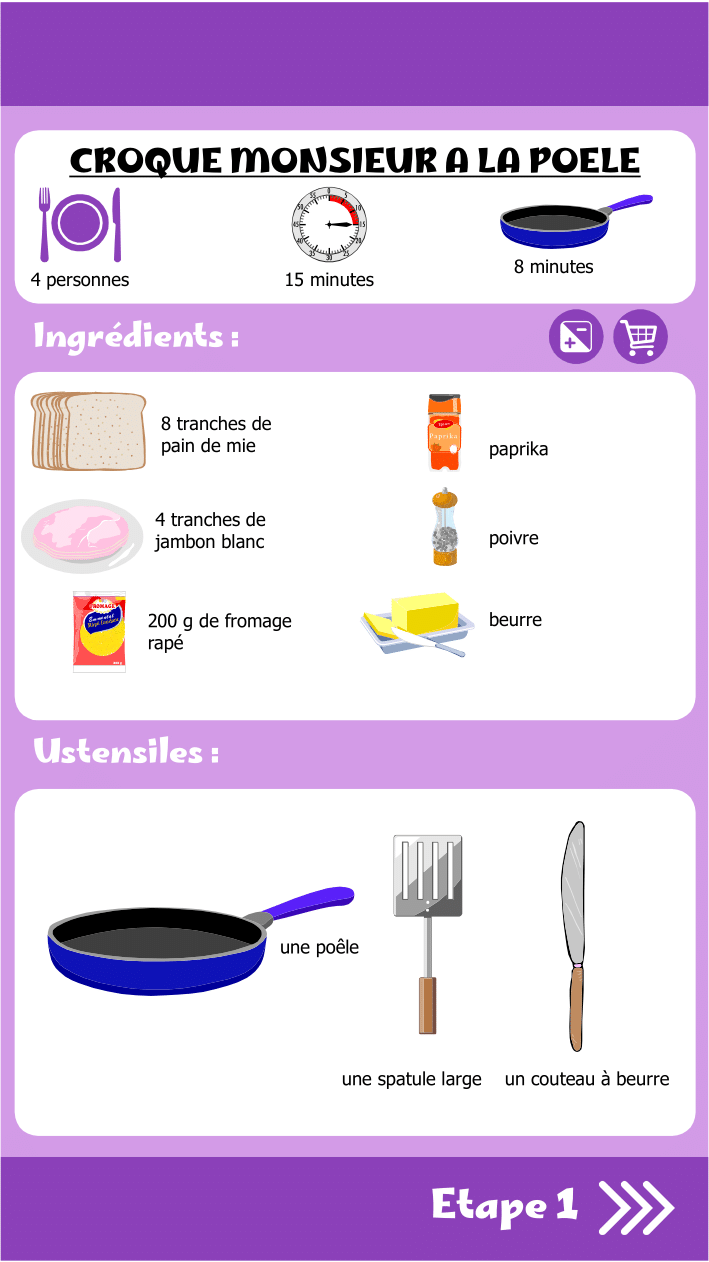 CROQUE MONSIEUR A LA POELE
4 personnes
15 minutes
8 minutes
Ingrédients :
8 tranches de
pain de mie
4 tranches de
jambon blanc
FROMAGE
200 g de fromage
rapé
Paprika
paprika
poivre
beurre
Ustensiles :
une poêle
une spatule large
un couteau à beurre
Etape 1